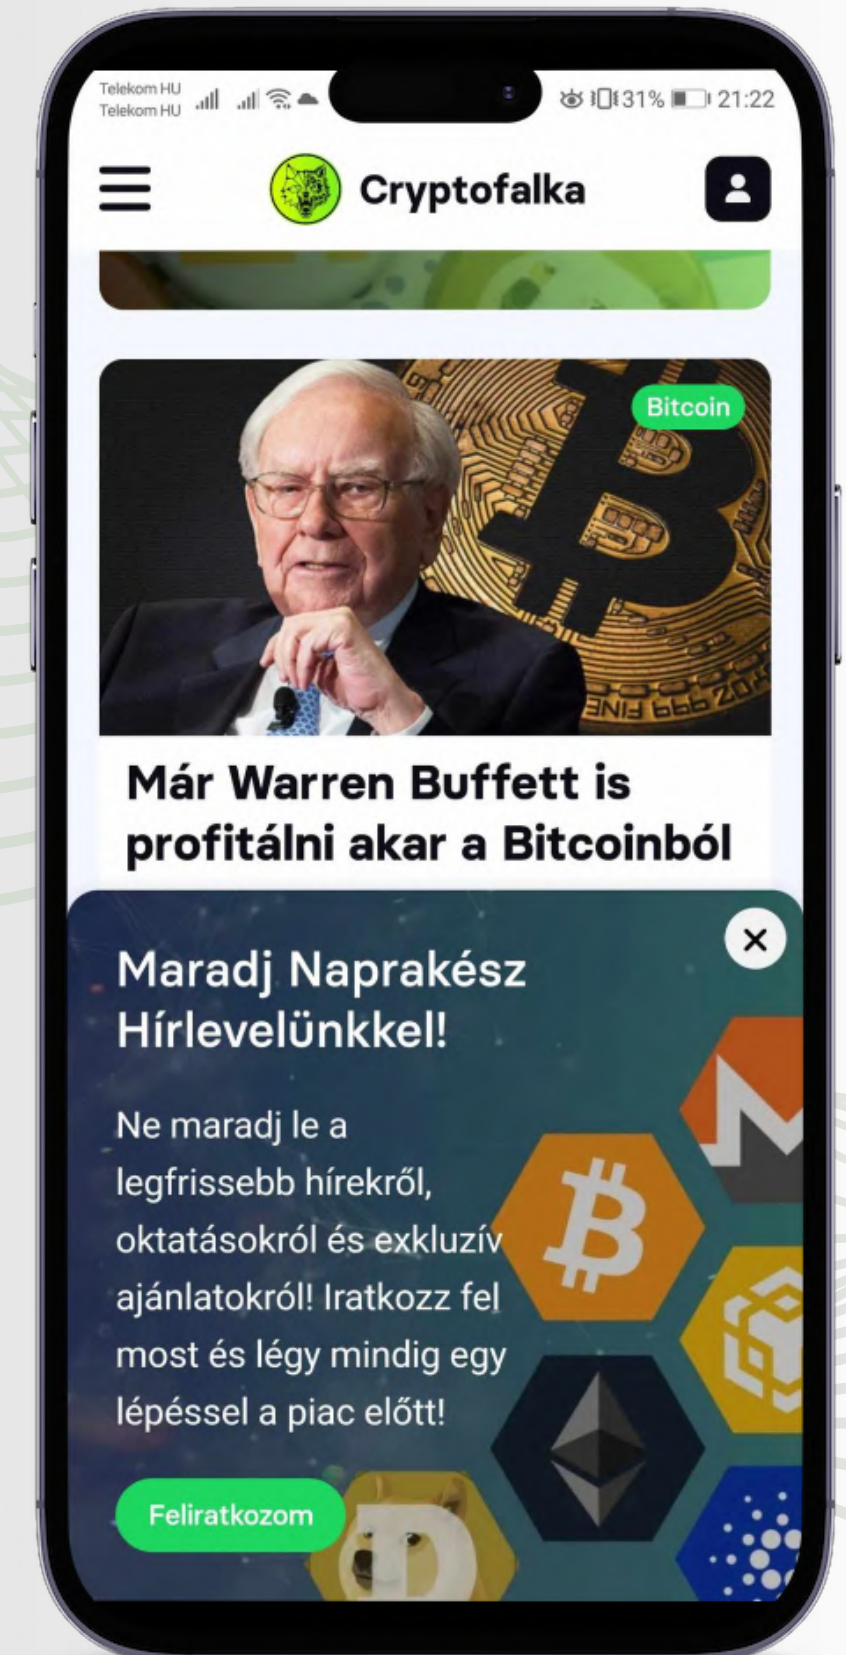 Telekom HU
Telekom HU
31%
21:22
Cryptofalka
Bitcoin
Már Warren Buffett is
profitálni akar a Bitcoinból
Maradj Naprakész
Hírlevelünkkel!
Ne maradj le a
legfrissebb hírekről,
oktatásokról és exkluzív
ajánlatokról! Iratkozz fel
most és légy mindig egy
lépéssel a piac előtt!
Feliratkozom